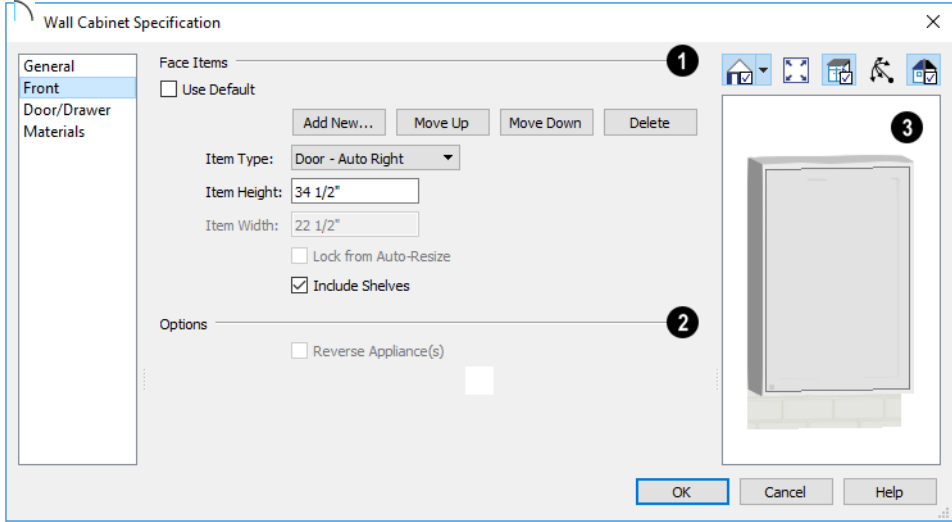 Wall Cabinet Specification
General
Front
Door/Drawer
Materials
Face Items
1
Use Default
Add New...
Move Up
Move Down
Delete
Item Type:
Door - Auto Right
Item Height:
34 1/2"
Item Width:
22 1/2"
Lock from Auto-Resize
Include Shelves
Options
2
Reverse Appliance(s)
3
OK
Cancel
Help